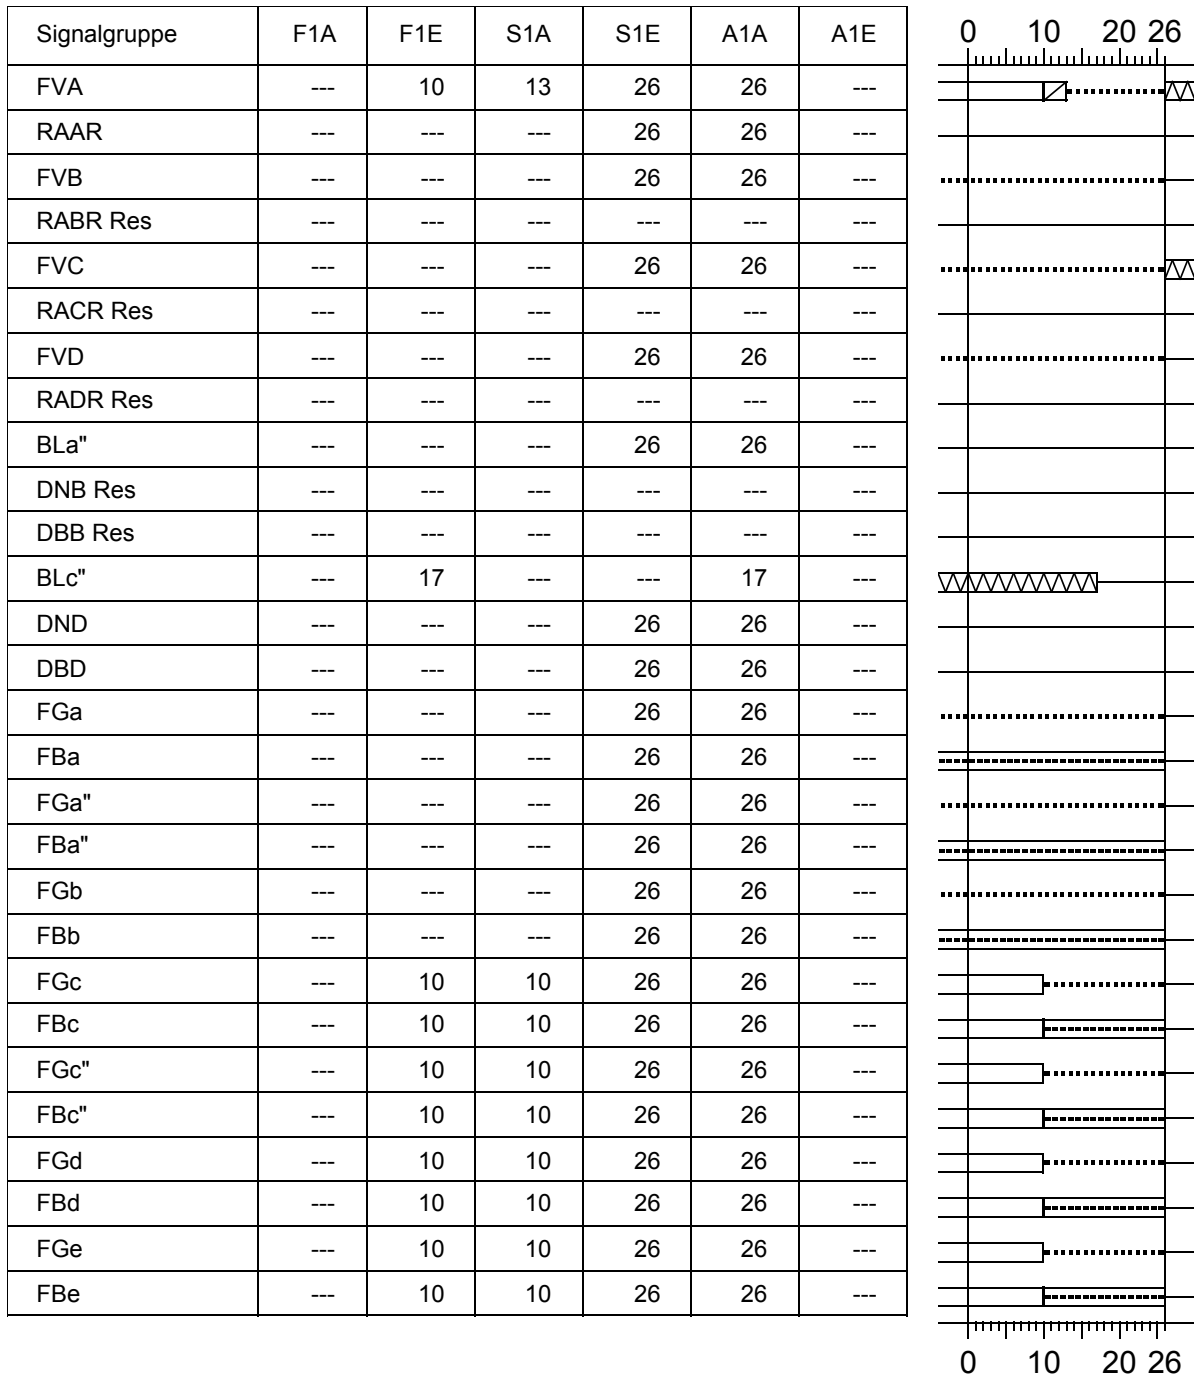 Signalgruppe F1A F1E S1A S1E A1A A1E 0 10 20 26
FVA --- 10 13 26 26 ---
RAAR --- --- --- 26 26 ---
FVB --- --- --- 26 26 ---
RABR Res --- --- --- --- --- ---
FVC --- --- --- 26 26 ---
RACR Res --- --- --- --- --- ---
FVD --- --- --- 26 26 ---
RADR Res --- --- --- --- --- ---
BLa" --- --- --- 26 26 ---
DNB Res --- --- --- --- --- ---
DBB Res --- --- --- --- --- ---
BLc" --- 17 --- --- 17 ---
DND --- --- --- 26 26 ---
DBD --- --- --- 26 26 ---
FGa --- --- --- 26 26 ---
FBa --- --- --- 26 26 ---
FGa" --- --- --- 26 26 ---
FBa" --- --- --- 26 26 ---
FGb --- --- --- 26 26 ---
FBb --- --- --- 26 26 ---
FGc --- 10 10 26 26 ---
FBc --- 10 10 26 26 ---
FGc" --- 10 10 26 26 ---
FBc" --- 10 10 26 26 ---
FGd --- 10 10 26 26 ---
FBd --- 10 10 26 26 ---
FGe --- 10 10 26 26 ---
FBe --- 10 10 26 26 ---
0 10 20 26